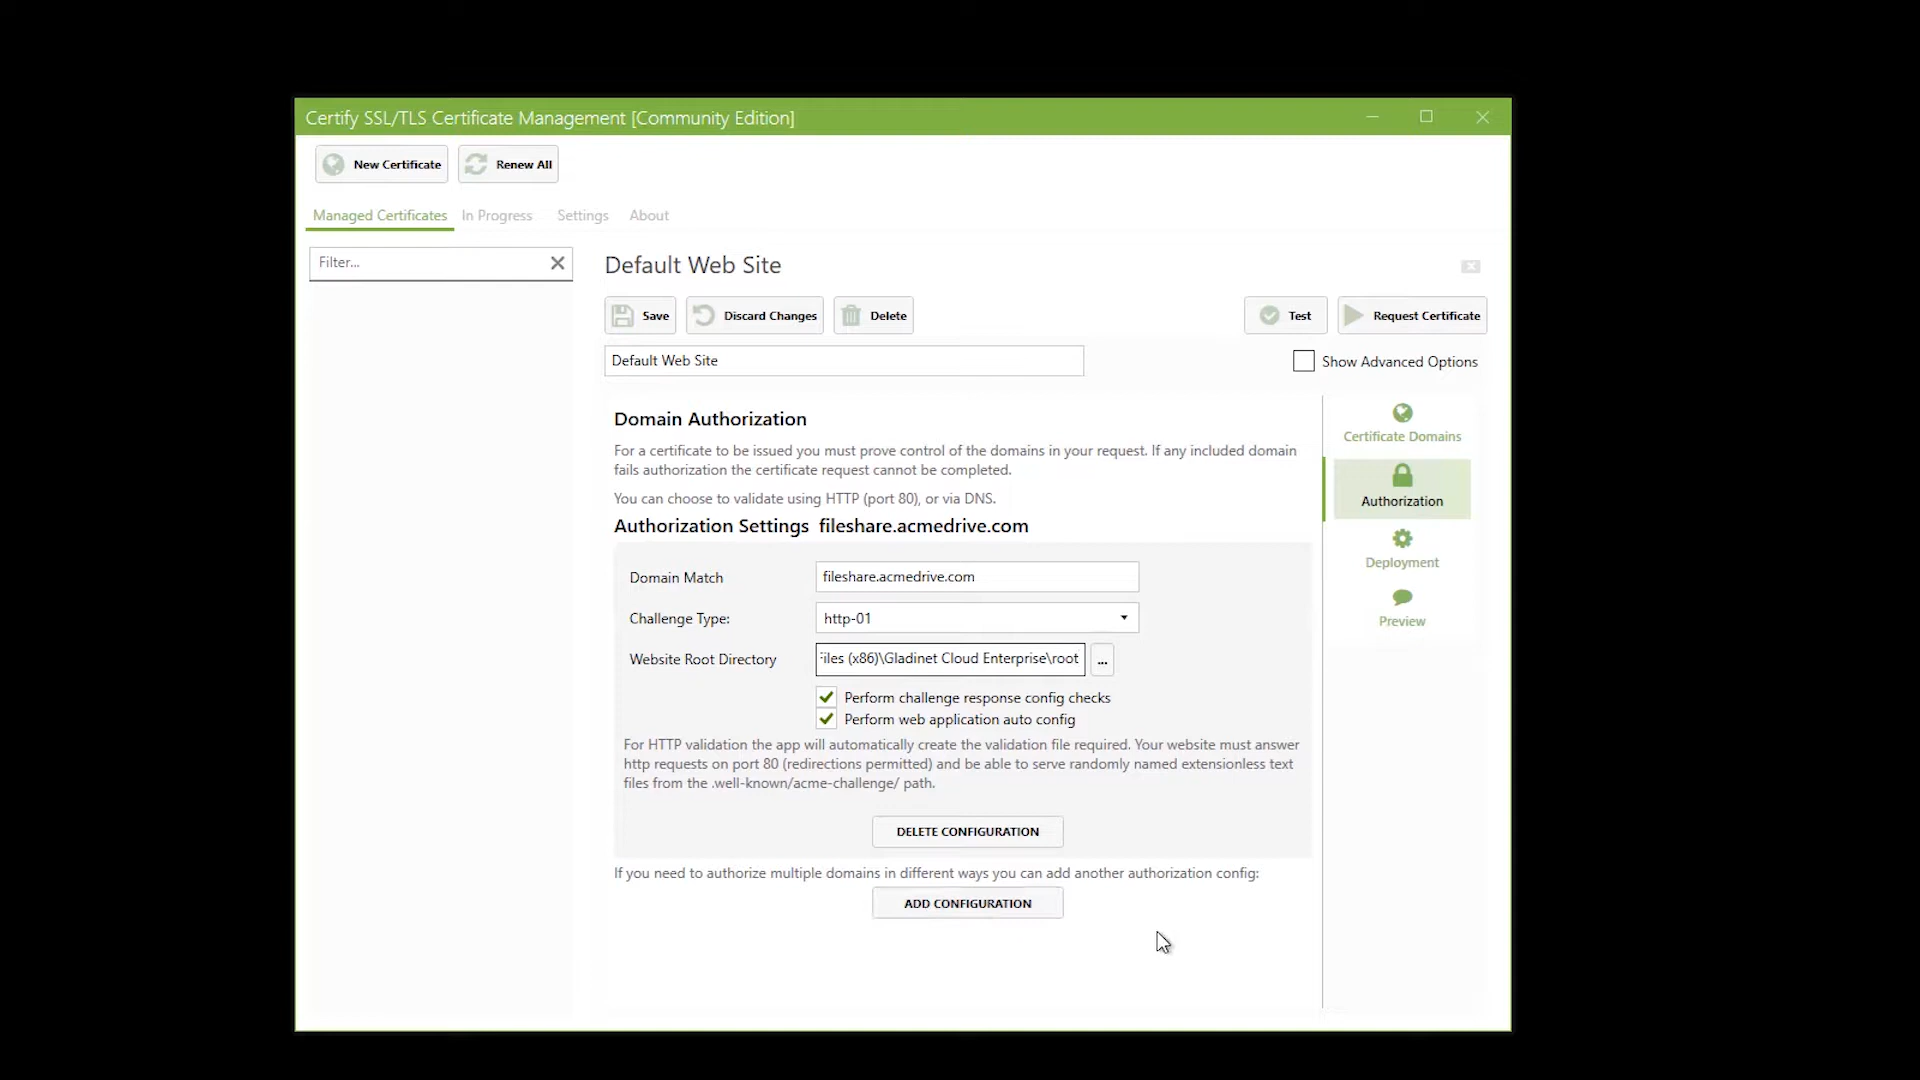 Certify SSL/TLS Certificate Management [Community Edition]
New Certificate
Renew All
Managed Certificates
In Progress
Settings
About
Filter...
Default Web Site
Save
Discard Changes
Delete
Test
Request Certificate
Default Web Site
Show Advanced Options
Domain Authorization
For a certificate to be issued you must prove control of the domains in your request. If any included domain
fails authorization the certificate request cannot be completed.
You can choose to validate using HTTP (port 80), or via DNS.
Authorization Settings fileshare.acmedrive.com
Domain Match
fileshare.acmedrive.com
Challenge Type:
http-01
Website Root Directory
Files (x86)\Gladinet Cloud Enterprise\root
...
Perform challenge response config checks
Perform web application auto config
For HTTP validation the app will automatically create the validation file required. Your website must answer
http requests on port 80 (redirections permitted) and be able to serve randomly named extensionless text
files from the .well-known/acme-challenge/ path.
DELETE CONFIGURATION
If you need to authorize multiple domains in different ways you can add another authorization config:
ADD CONFIGURATION
Certificate Domains
Authorization
Deployment
Preview